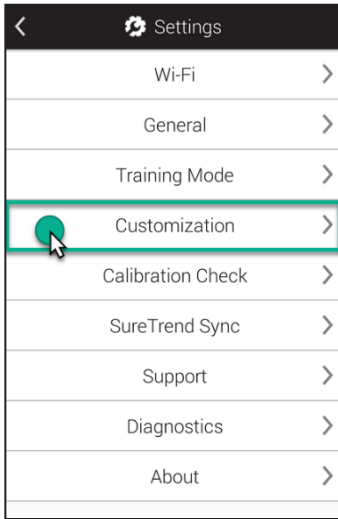 Settings
Wi-Fi
General
Training Mode
Customization
Calibration Check
SureTrend Sync
Support
Diagnostics
About